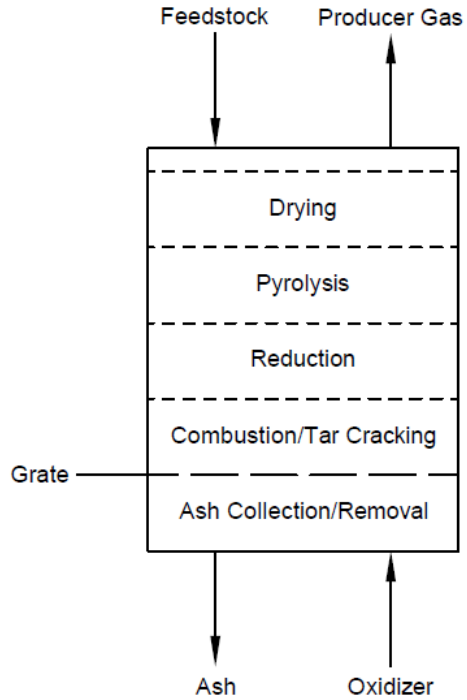 Feedstock
Producer Gas
Drying
Pyrolysis
Reduction
Combustion/Tar Cracking
Grate
Ash Collection/Removal
Ash
Oxidizer